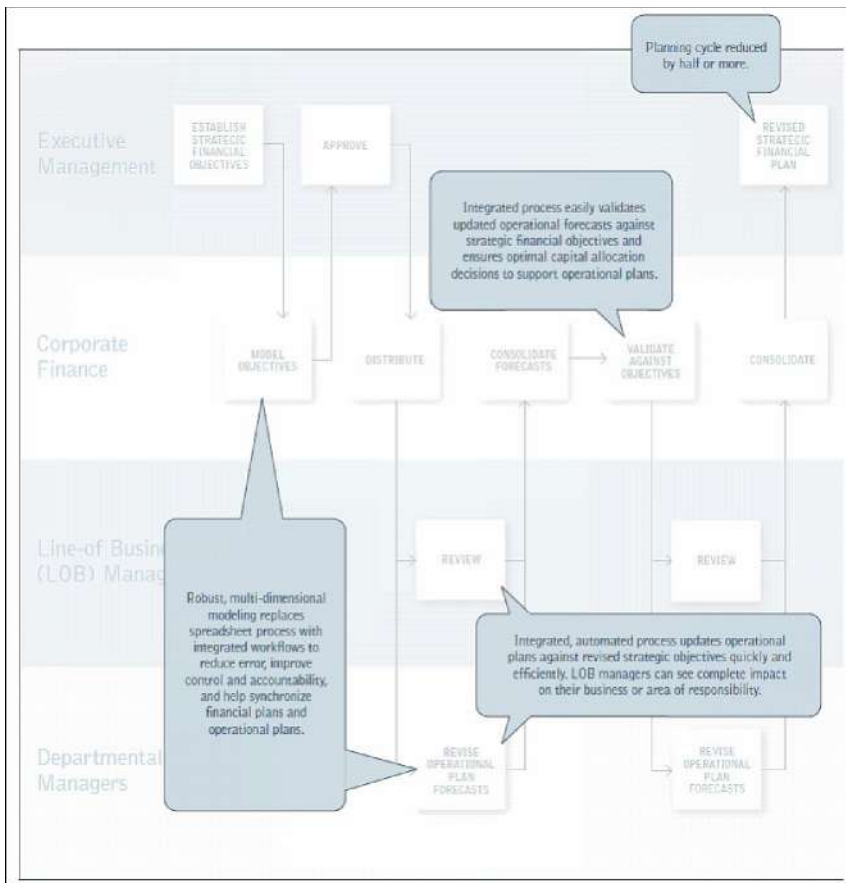 Planning cycle reduced
by half or more.
Executive
Management
ESTABLISH
STRATEGIC
FINANCIAL
OBJECTIVES
APPROVE
REVISED
STRATEGIC
FINANCIAL
PLAN
Integrated process easily validates
updated operational forecasts against
strategic financial objectives and
ensures optimal capital allocation
decisions to support operational plans.
Corporate
Finance
MODEL
OBJECTIVES
DISTRIBUTE
CONSOLIDATE
FORECASTS
VALIDATE
AGAINST
OBJECTIVES
CONSOLIDATE
Line-of Busin
(LOB) Manag
REVIEW
REVIEW
Robust, multi-dimensional
modeling replaces
spreadsheet process with
integrated workflows to
reduce error, improve
control and accountability,
and help synchronize
financial plans and
operational plans.
Integrated, automated process updates operational
plans against revised strategic objectives quickly and
efficiently. LOB managers can see complete impact
on their business or area of responsibility.
Departmental
Managers
REVISE
OPERATIONAL
PLAN
FORECASTS
REVISE
OPERATIONAL
PLAN
FORECASTS